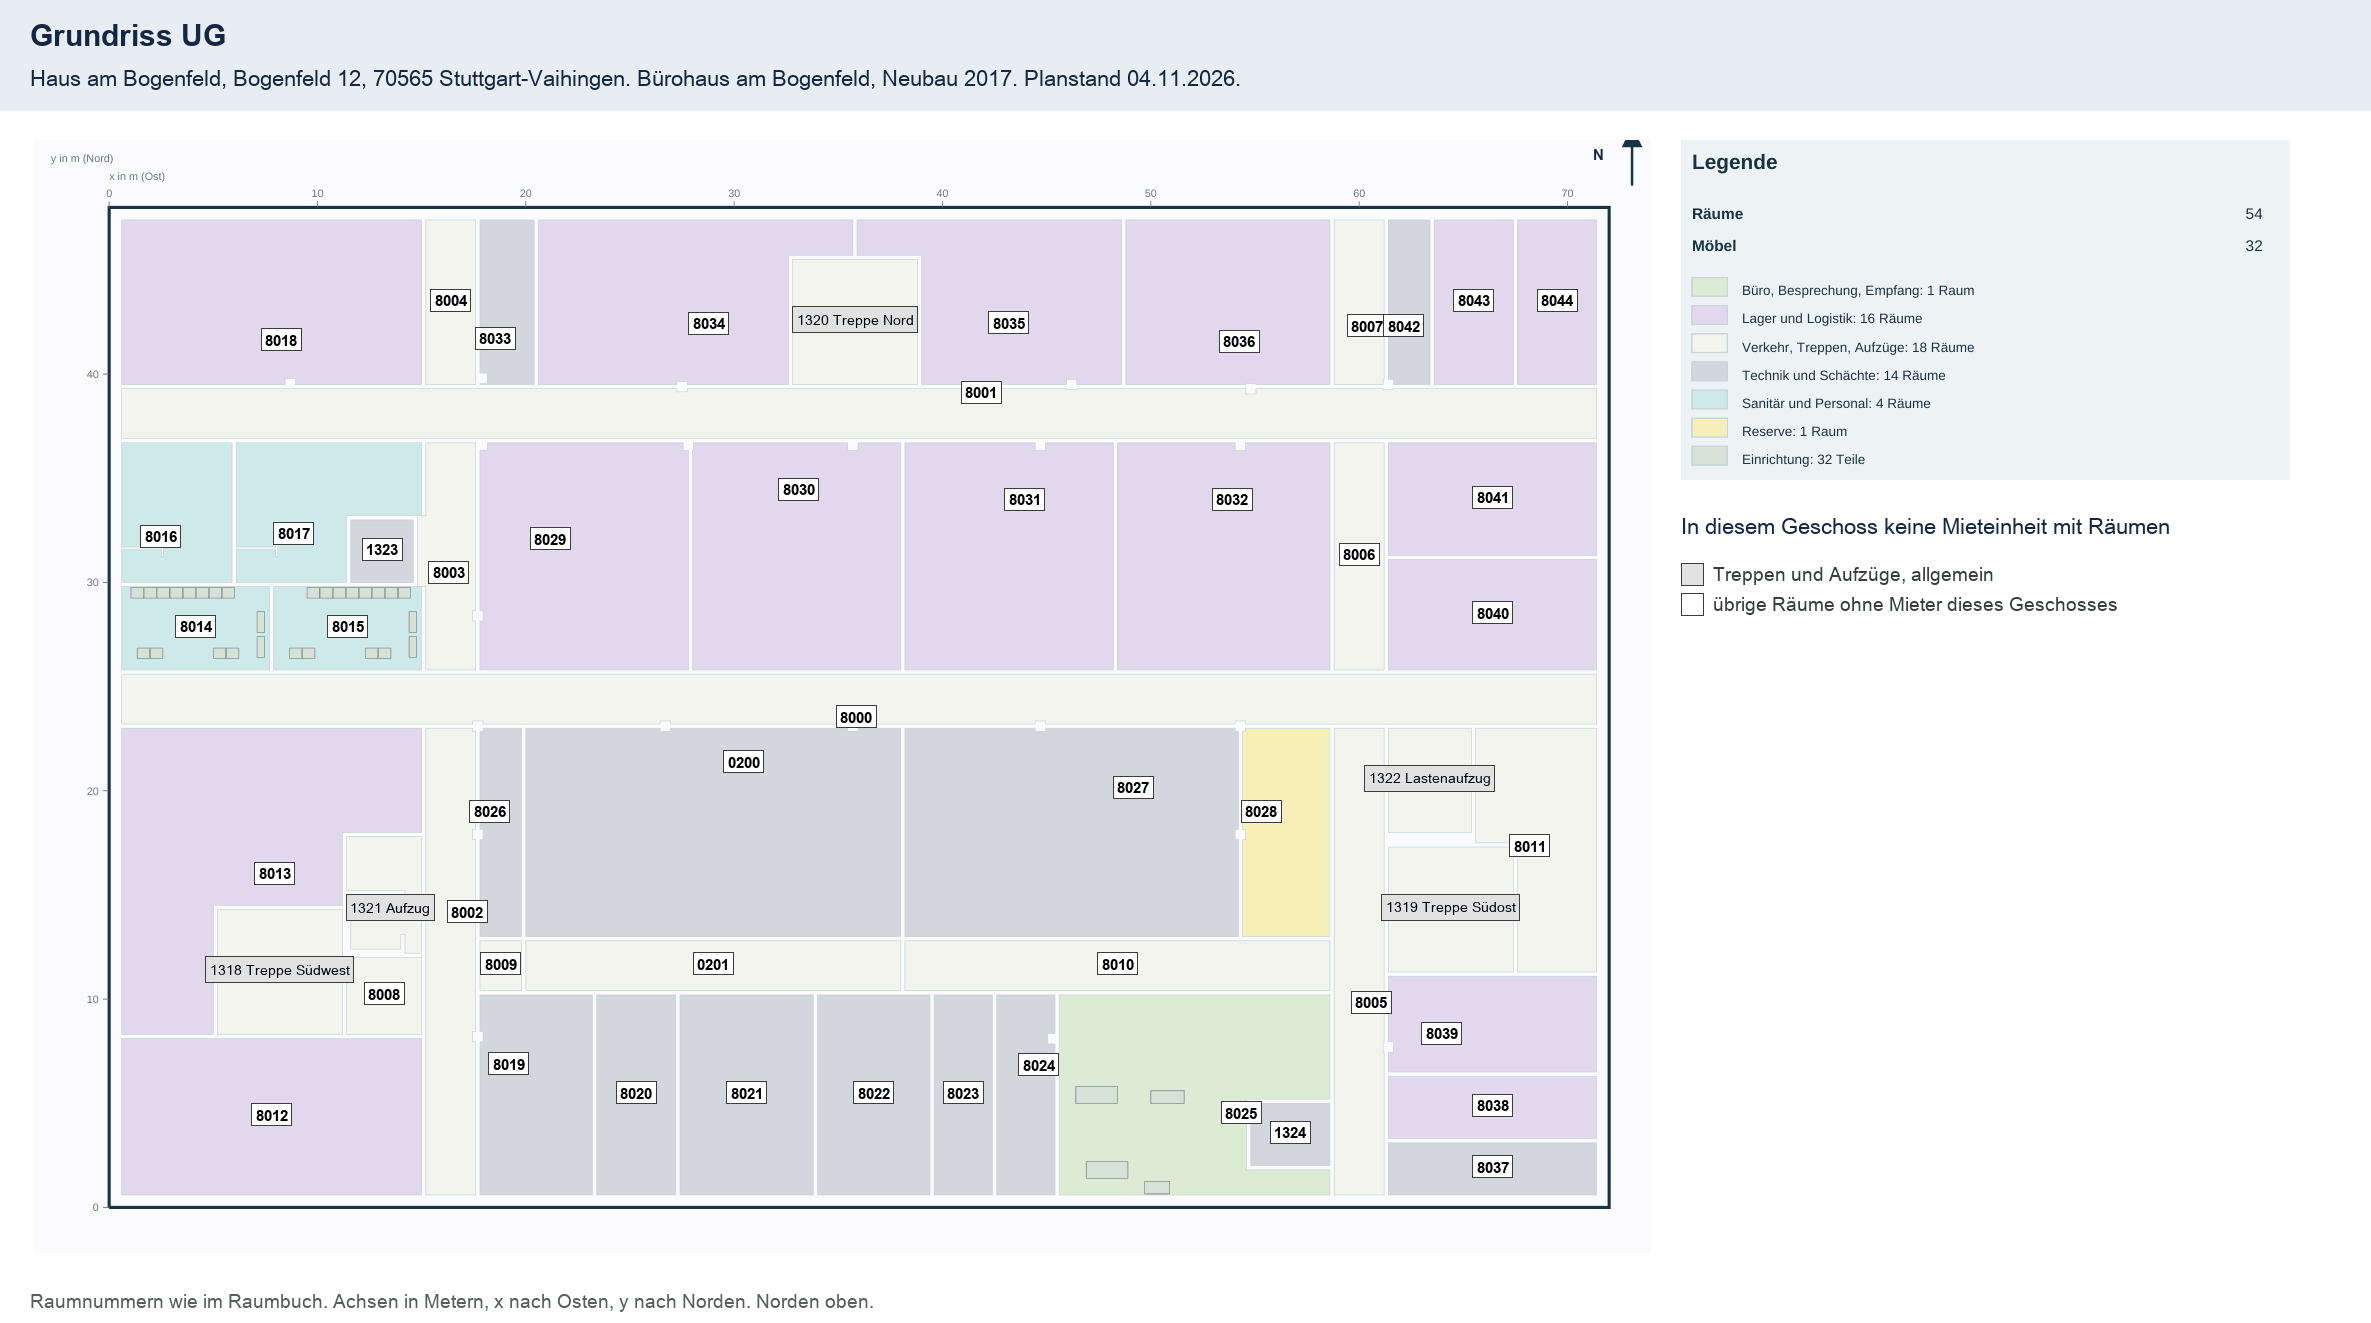 Grundriss UG
Haus am Bogenfeld, Bogenfeld 12, 70565 Stuttgart-Vaihingen. Bürohaus am Bogenfeld, Neubau 2017. Planstand 04.11.2026.
y in m (Nord)
x in m (Ost)
N
0 10 20 30 40 50 60 70
40
30
20
10
0
8004
8043
8044
1320 Treppe Nord
8034
8035
8007
8042
8033
8018
8036
8001
8030
8041
8031
8032
8017
8016
8029
1323
8006
8003
8040
8014
8015
8000
0200
1322 Lastenaufzug
8027
8026
8028
8011
8013
1321 Aufzug
8002
1319 Treppe Südost
8009
0201
8010
1318 Treppe Südwest
8008
8005
8039
8019
8024
8020
8021
8022
8023
8038
8012
8025
1324
8037
Legende
Räume 54
Möbel 32
Büro, Besprechung, Empfang: 1 Raum
Lager und Logistik: 16 Räume
Verkehr, Treppen, Aufzüge: 18 Räume
Technik und Schächte: 14 Räume
Sanitär und Personal: 4 Räume
Reserve: 1 Raum
Einrichtung: 32 Teile
In diesem Geschoss keine Mieteinheit mit Räumen
Treppen und Aufzüge, allgemein
übrige Räume ohne Mieter dieses Geschosses
Raumnummern wie im Raumbuch. Achsen in Metern, x nach Osten, y nach Norden. Norden oben.